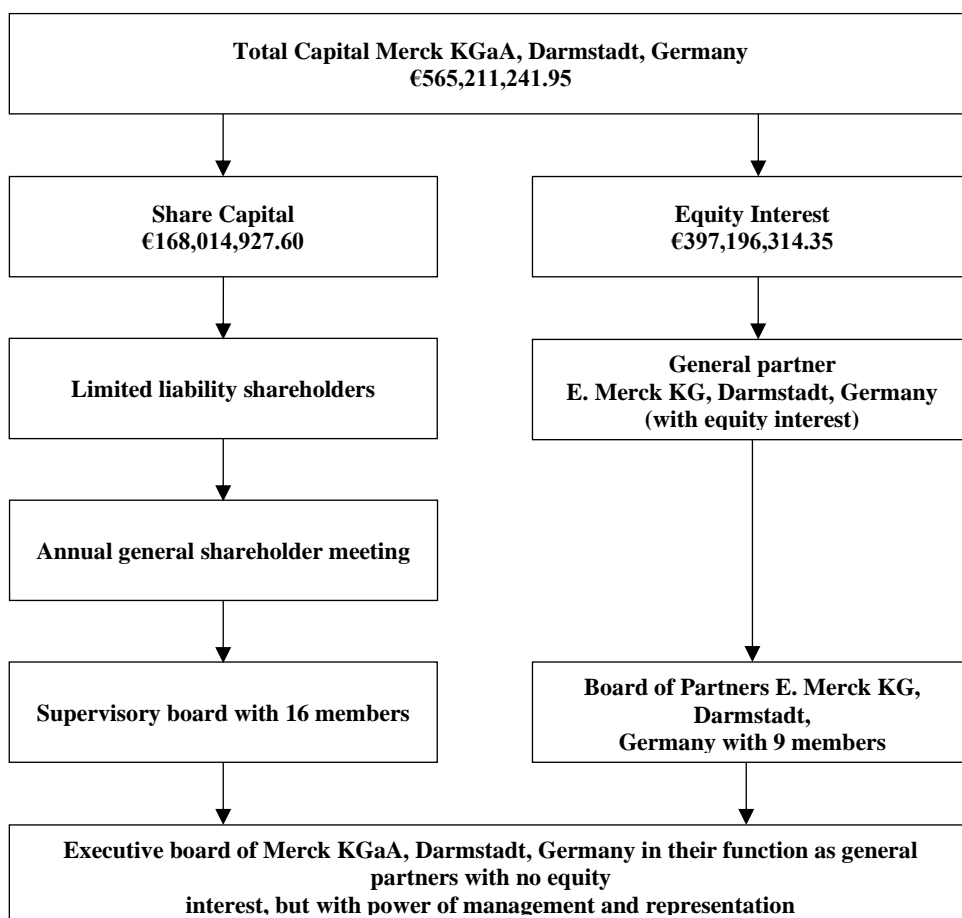 Total Capital Merck KGaA, Darmstadt, Germany
€565,211,241.95
Share Capital
€168,014,927.60
Equity Interest
€397,196,314.35
Limited liability shareholders
General partner
E. Merck KG, Darmstadt, Germany
(with equity interest)
Annual general shareholder meeting
Supervisory board with 16 members
Board of Partners E. Merck KG,
Darmstadt,
Germany with 9 members
Executive board of Merck KGaA, Darmstadt, Germany in their function as general
partners with no equity
interest, but with power of management and representation